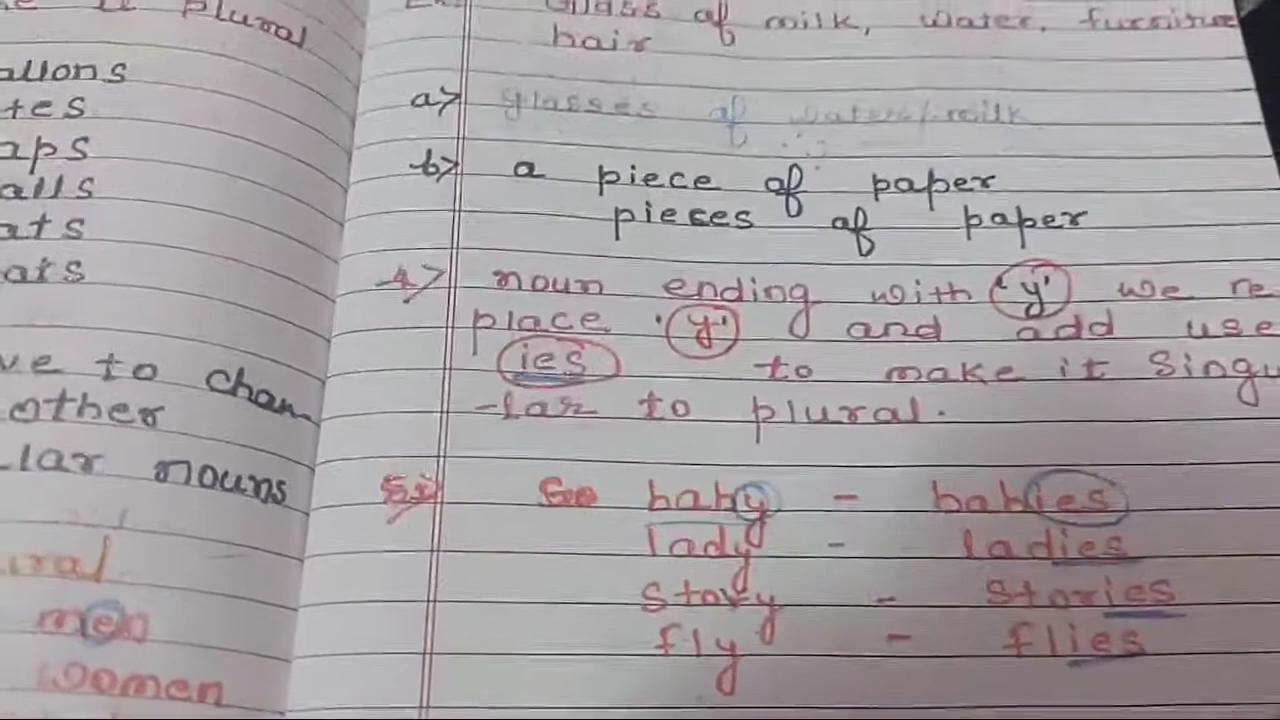 Plural
allons
tes
aps
alls
ats
ats
ve to chan
other
lar nouns
ural
men
women
Glass of milk, water, furniture
hair
a> glasses of water/milk
b> a piece of paper
pieces of paper
4> noun ending with 'y' we re
place 'y' and add use
ies to make it singu
-lar to plural.
baby - babies
lady - ladies
story - stories
fly - flies